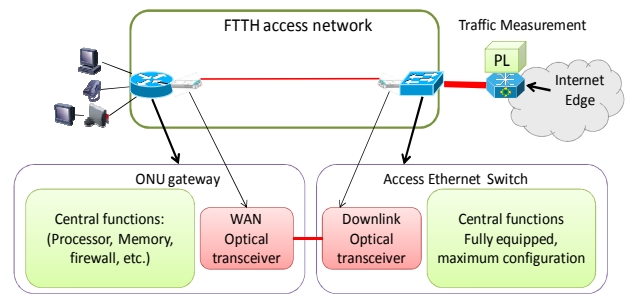 FTTH access network
Traffic Measurement
PL
Internet
Edge
ONU gateway
Access Ethernet Switch
Central functions:
(Processor, Memory,
firewall, etc.)
WAN
Optical
transceiver
Downlink
Optical
transceiver
Central functions
Fully equipped,
maximum configuration